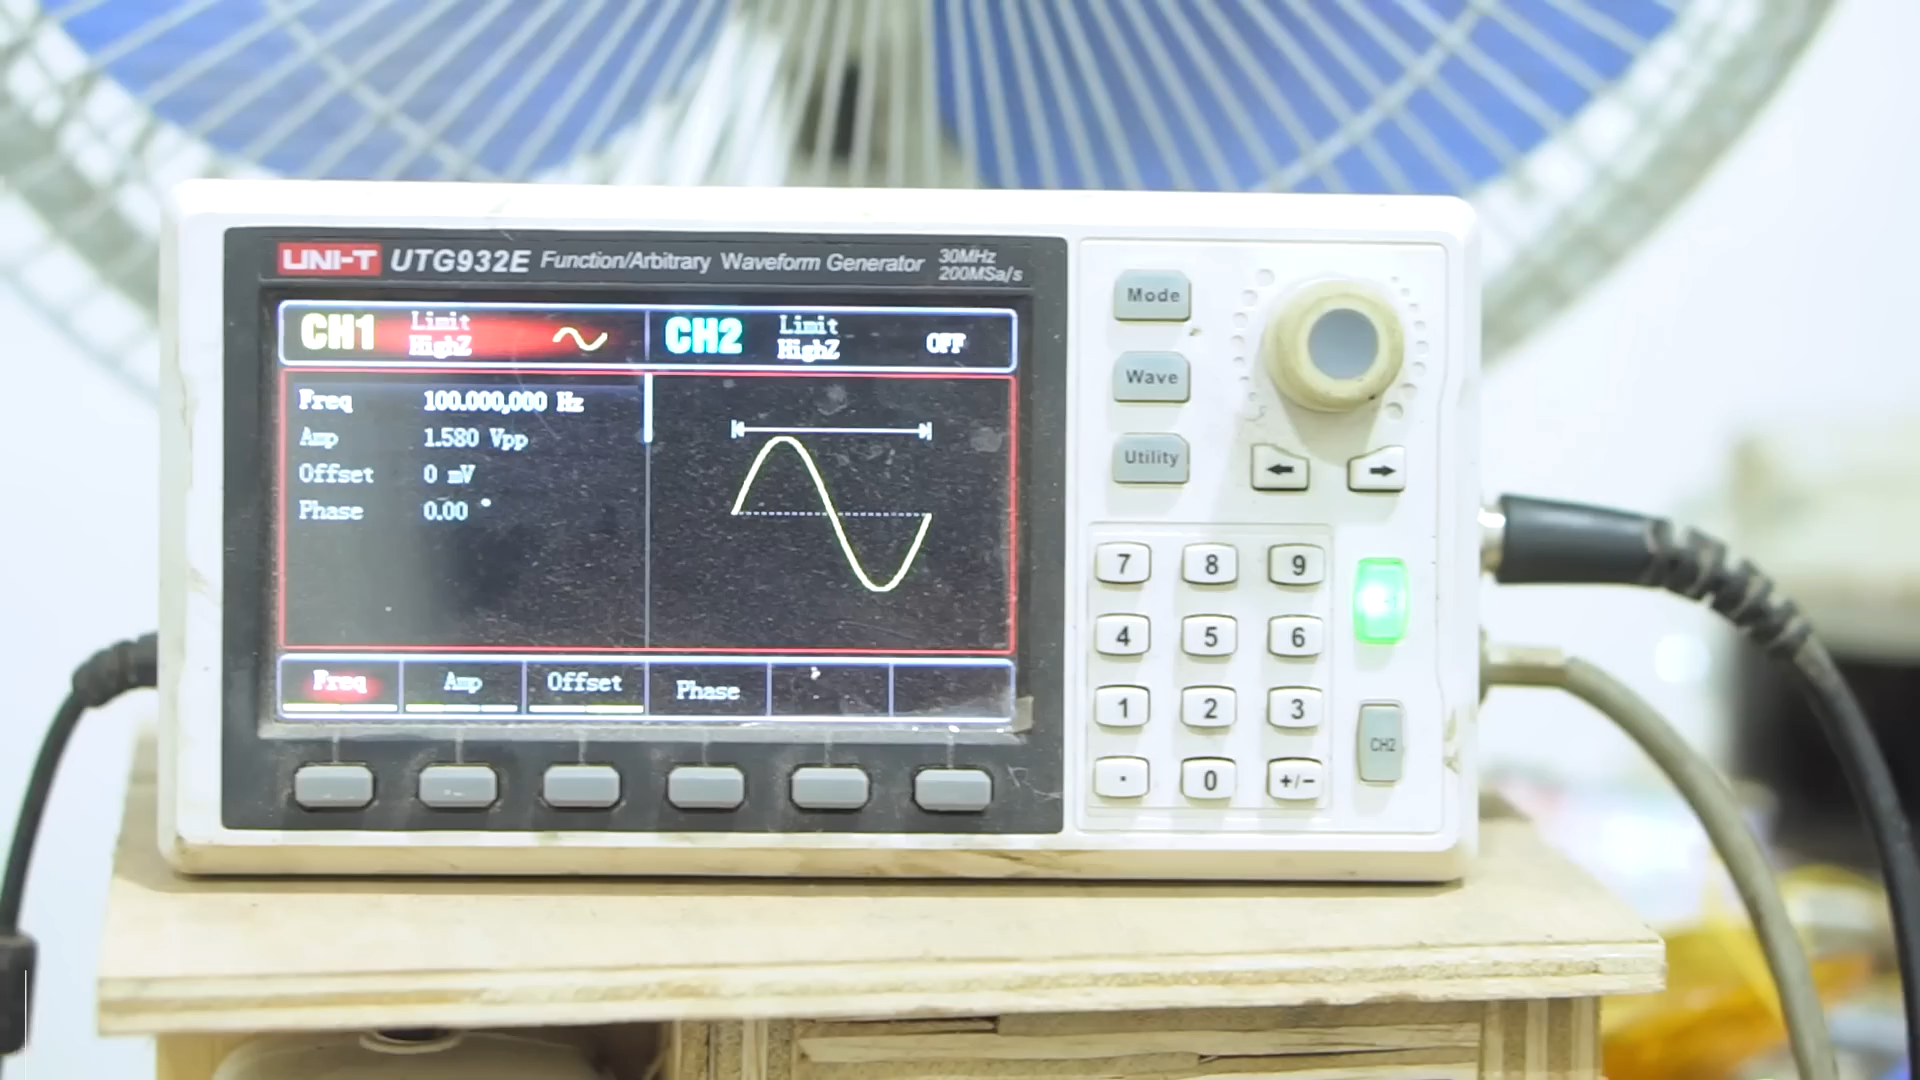 UNI-T UTG932E Function/Arbitrary Waveform Generator 30MHz
200MSa/s
CH1 Limit HighZ
CH2 Limit HighZ OFF
Freq 100.000,000 Hz
Amp 1.580 Vpp
Offset 0 mV
Phase 0.00 °
Freq Amp Offset Phase
Mode
Wave
Utility
7 8 9
4 5 6
1 2 3
. 0 +/−
CH2